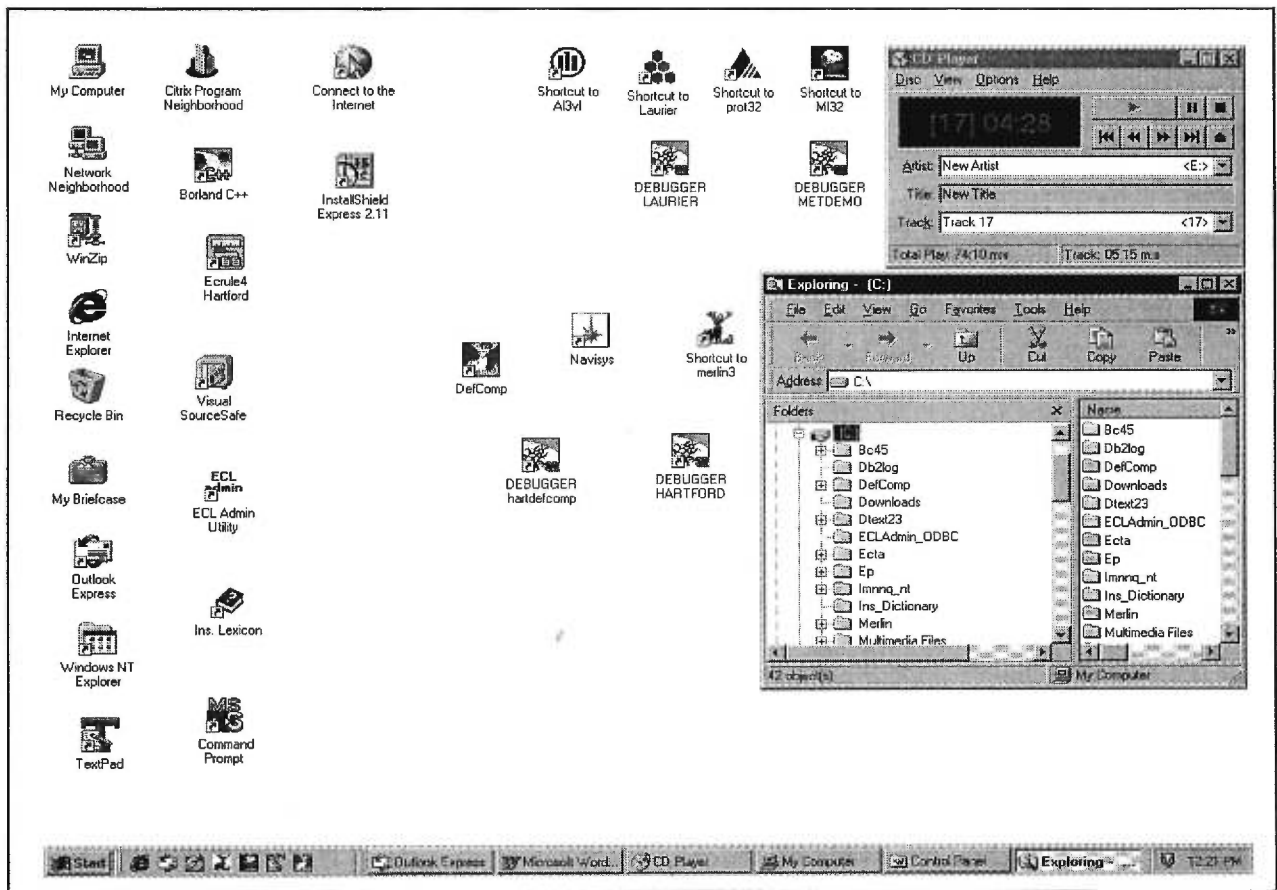 My Computer
Citrix Program
Neighborhood
Connect to the
Internet
Shortcut to
Al3vl
Shortcut to
Laurier
Shortcut to
prot32
Shortcut to
MI32
Network
Neighborhood
C++
Borland C++
InstallShield
Express 2.11
DEBUGGER
LAURIER
DEBUGGER
METDEMO
WinZip
Ecrule4
Hartford
Internet
Explorer
Navisys
Shortcut to
merlin3
DefComp
Recycle Bin
Visual
SourceSafe
DEBUGGER
hartdefcomp
DEBUGGER
HARTFORD
My Briefcase
ECL
admin
ECL Admin
Utility
Outlook
Express
Ins. Lexicon
Windows NT
Explorer
MS
Command
Prompt
TextPad
CD Player
Disc View Options Help
[17] 04:28
Artist: New Artist <E:>
Title: New Title
Track: Track 17 <17>
Total Play: 74:10 m:s Track: 05:15 m:s
Exploring - (C:)
File Edit View Go Favorites Tools Help
Back Forward Up Cut Copy Paste »
Address C:\
Folders
(C:)
Bc45
Db2log
DefComp
Downloads
Dtext23
ECLAdmin_ODBC
Ecta
Ep
Imnnq_nt
Ins_Dictionary
Merlin
Multimedia Files
Name
Bc45
Db2log
DefComp
Downloads
Dtext23
ECLAdmin_ODBC
Ecta
Ep
Imnnq_nt
Ins_Dictionary
Merlin
Multimedia Files
42 object(s) My Computer
Start Outlook Express Microsoft Word... CD Player My Computer Control Panel Exploring - ... 12:21 PM